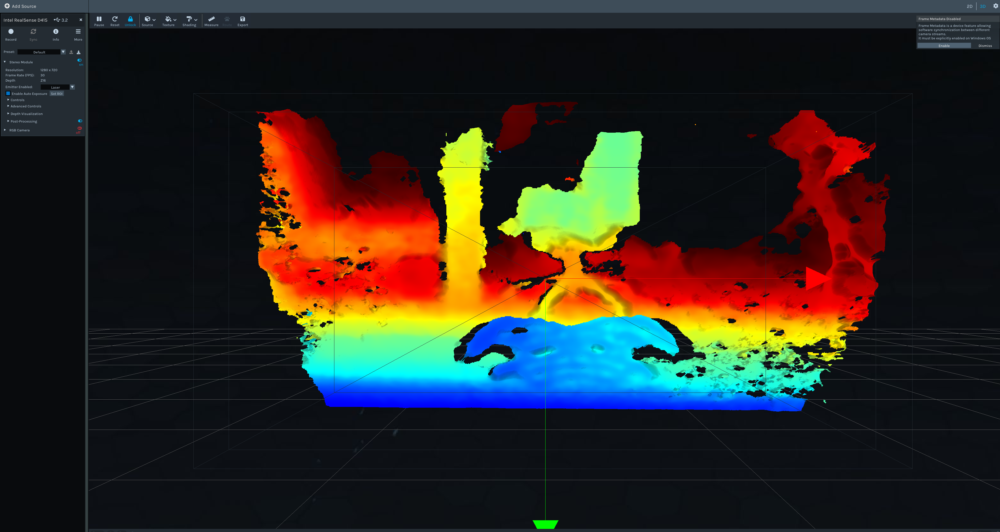 Add Source
2D
3D
Intel RealSense D415
3.2
Record
Sync
Info
More
Preset:
Default
Stereo Module
on
Resolution:
1280 x 720
Frame Rate (FPS):
30
Depth
Z16
Emitter Enabled:
Laser
Enable Auto Exposure
Set ROI
Controls
Advanced Controls
Depth Visualization
Post-Processing
RGB Camera
off
Pause
Reset
Unlock
Source
Texture
Shading
Measure
Route
Export
Frame Metadata Disabled
Frame Metadata is a device feature allowing
software synchronization between different
camera streams.
It must be explicitly enabled on Windows OS
Enable
Dismiss